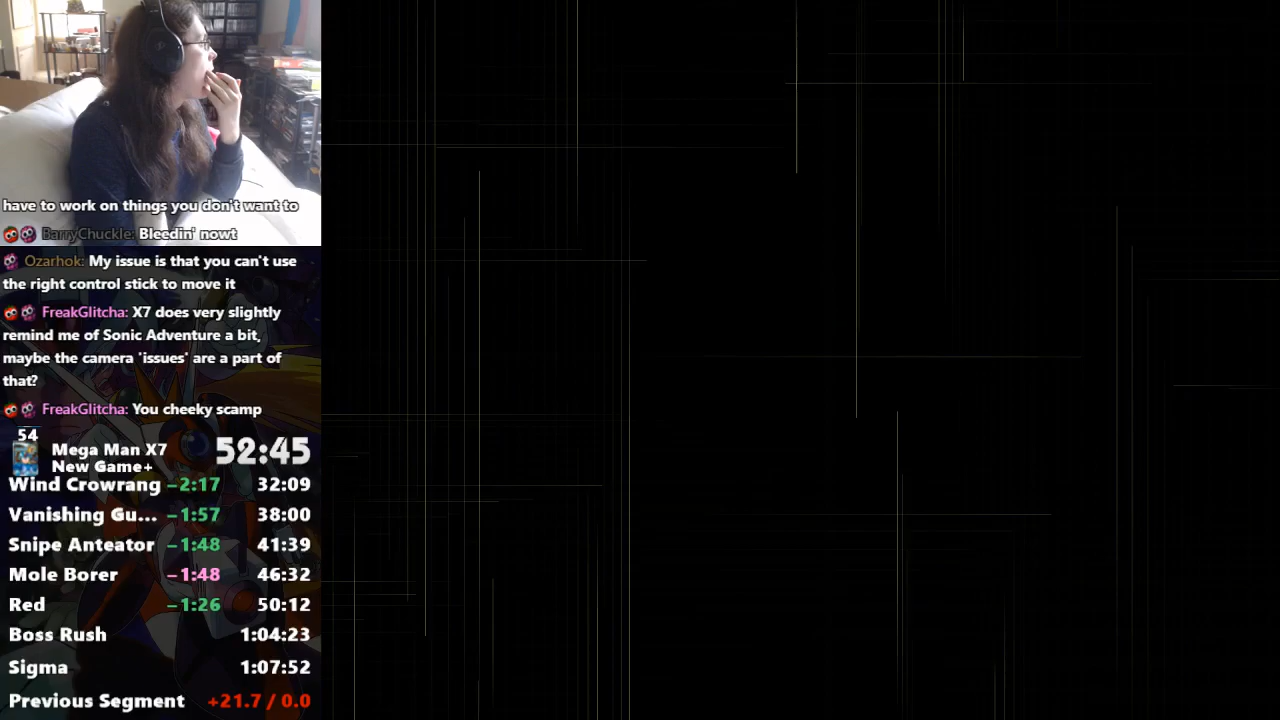 have to work on things you don't want to
BarryChuckle: Bleedin' nowt
Ozarhok: My issue is that you can't use
the right control stick to move it
FreakGlitcha: X7 does very slightly
remind me of Sonic Adventure a bit,
maybe the camera 'issues' are a part of
that?
FreakGlitcha: You cheeky scamp
54
Mega Man X7
New Game+
52:45
Wind Crowrang −2:17 32:09
Vanishing Gu... −1:57 38:00
Snipe Anteator −1:48 41:39
Mole Borer −1:48 46:32
Red −1:26 50:12
Boss Rush 1:04:23
Sigma 1:07:52
Previous Segment +21.7 / 0.0